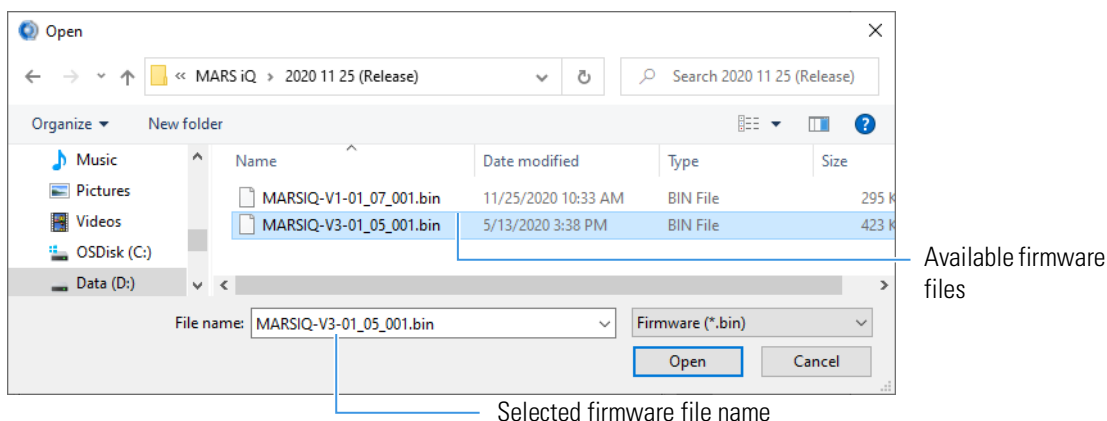 Open
« MARS iQ > 2020 11 25 (Release)
Search 2020 11 25 (Release)
Organize
New folder
Music
Pictures
Videos
OSDisk (C:)
Data (D:)
Name
Date modified
Type
Size
MARSIQ-V1-01_07_001.bin
11/25/2020 10:33 AM
BIN File
295 K
MARSIQ-V3-01_05_001.bin
5/13/2020 3:38 PM
BIN File
423 K
Available firmware
files
File name:
MARSIQ-V3-01_05_001.bin
Firmware (*.bin)
Open
Cancel
Selected firmware file name